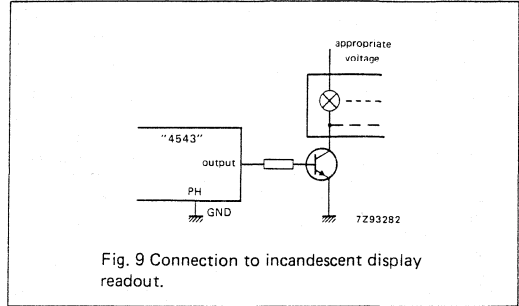 appropriate
voltage
"4543"
output
PH
GND
7Z93282
Fig. 9 Connection to incandescent display
readout.